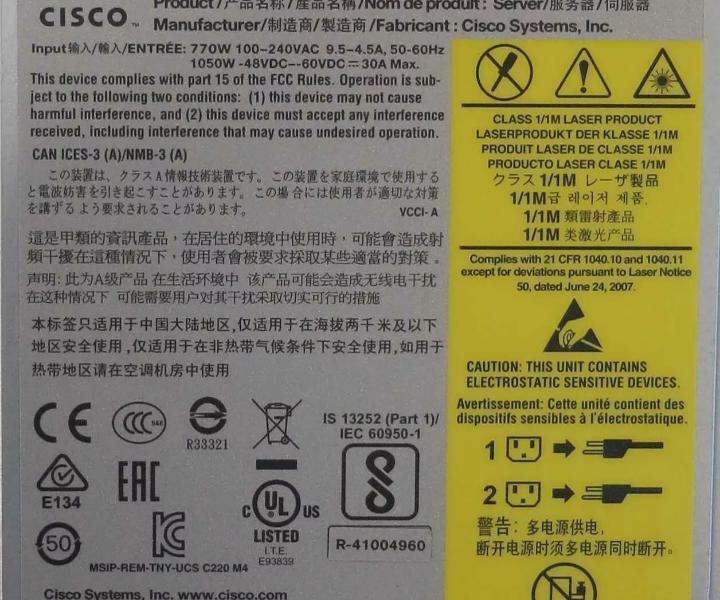 CISCO™
Product/产品名称/產品名稱/Nom de produit: Server/服务器/伺服器
Manufacturer/制造商/製造商/Fabricant: Cisco Systems, Inc.
Input输入/輸入/ENTRÉE: 770W 100-240VAC 9.5-4.5A, 50-60Hz
1050W -48VDC--60VDC⎓30A Max.
This device complies with part 15 of the FCC Rules. Operation is sub-
ject to the following two conditions: (1) this device may not cause
harmful interference, and (2) this device must accept any interference
received, including interference that may cause undesired operation.
CAN ICES-3 (A)/NMB-3 (A)
この装置は、クラスA情報技術装置です。この装置を家庭環境で使用する
と電波妨害を引き起こすことがあります。この場合には使用者が適切な対策
を講ずるよう要求されることがあります。
VCCI-A
這是甲類的資訊產品，在居住的環境中使用時，可能會造成射
頻干擾在這種情況下，使用者會被要求採取某些適當的對策。
声明: 此为A级产品 在生活环境中 该产品可能会造成无线电干扰
在这种情况下 可能需要用户对其干扰采取切实可行的措施
本标签只适用于中国大陆地区,仅适用于在海拔两千米及以下
地区安全使用,仅适用于在非热带气候条件下安全使用,如用于
热带地区请在空调机房中使用
CE
CCC S&E
R33321
IS 13252 (Part 1)/
IEC 60950-1
E134
EAC
C UL US
LISTED
I.T.E.
E93839
R-41004960
50
KC
MSIP-REM-TNY-UCS C220 M4
Cisco Systems, Inc. www.cisco.com
CLASS 1/1M LASER PRODUCT
LASERPRODUKT DER KLASSE 1/1M
PRODUIT LASER DE CLASSE 1/1M
PRODUCTO LASER CLASE 1/1M
クラス 1/1M レーザ製品
1/1M급 레이저 제품.
1/1M 類雷射產品
1/1M 类激光产品
Complies with 21 CFR 1040.10 and 1040.11
except for deviations pursuant to Laser Notice
50, dated June 24, 2007.
CAUTION: THIS UNIT CONTAINS
ELECTROSTATIC SENSITIVE DEVICES.
Avertissement: Cette unité contient des
dispositifs sensibles à l'électrostatique.
1
2
警告: 多电源供电,
断开电源时须多电源同时断开。